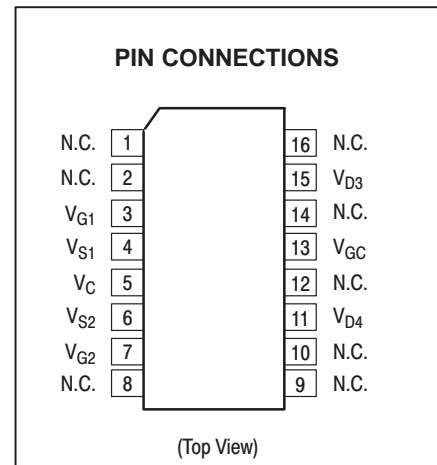 PIN CONNECTIONS
N.C. 1 16 N.C.
N.C. 2 15 VD3
VG1 3 14 N.C.
VS1 4 13 VGC
VC 5 12 N.C.
VS2 6 11 VD4
VG2 7 10 N.C.
N.C. 8 9 N.C.
(Top View)